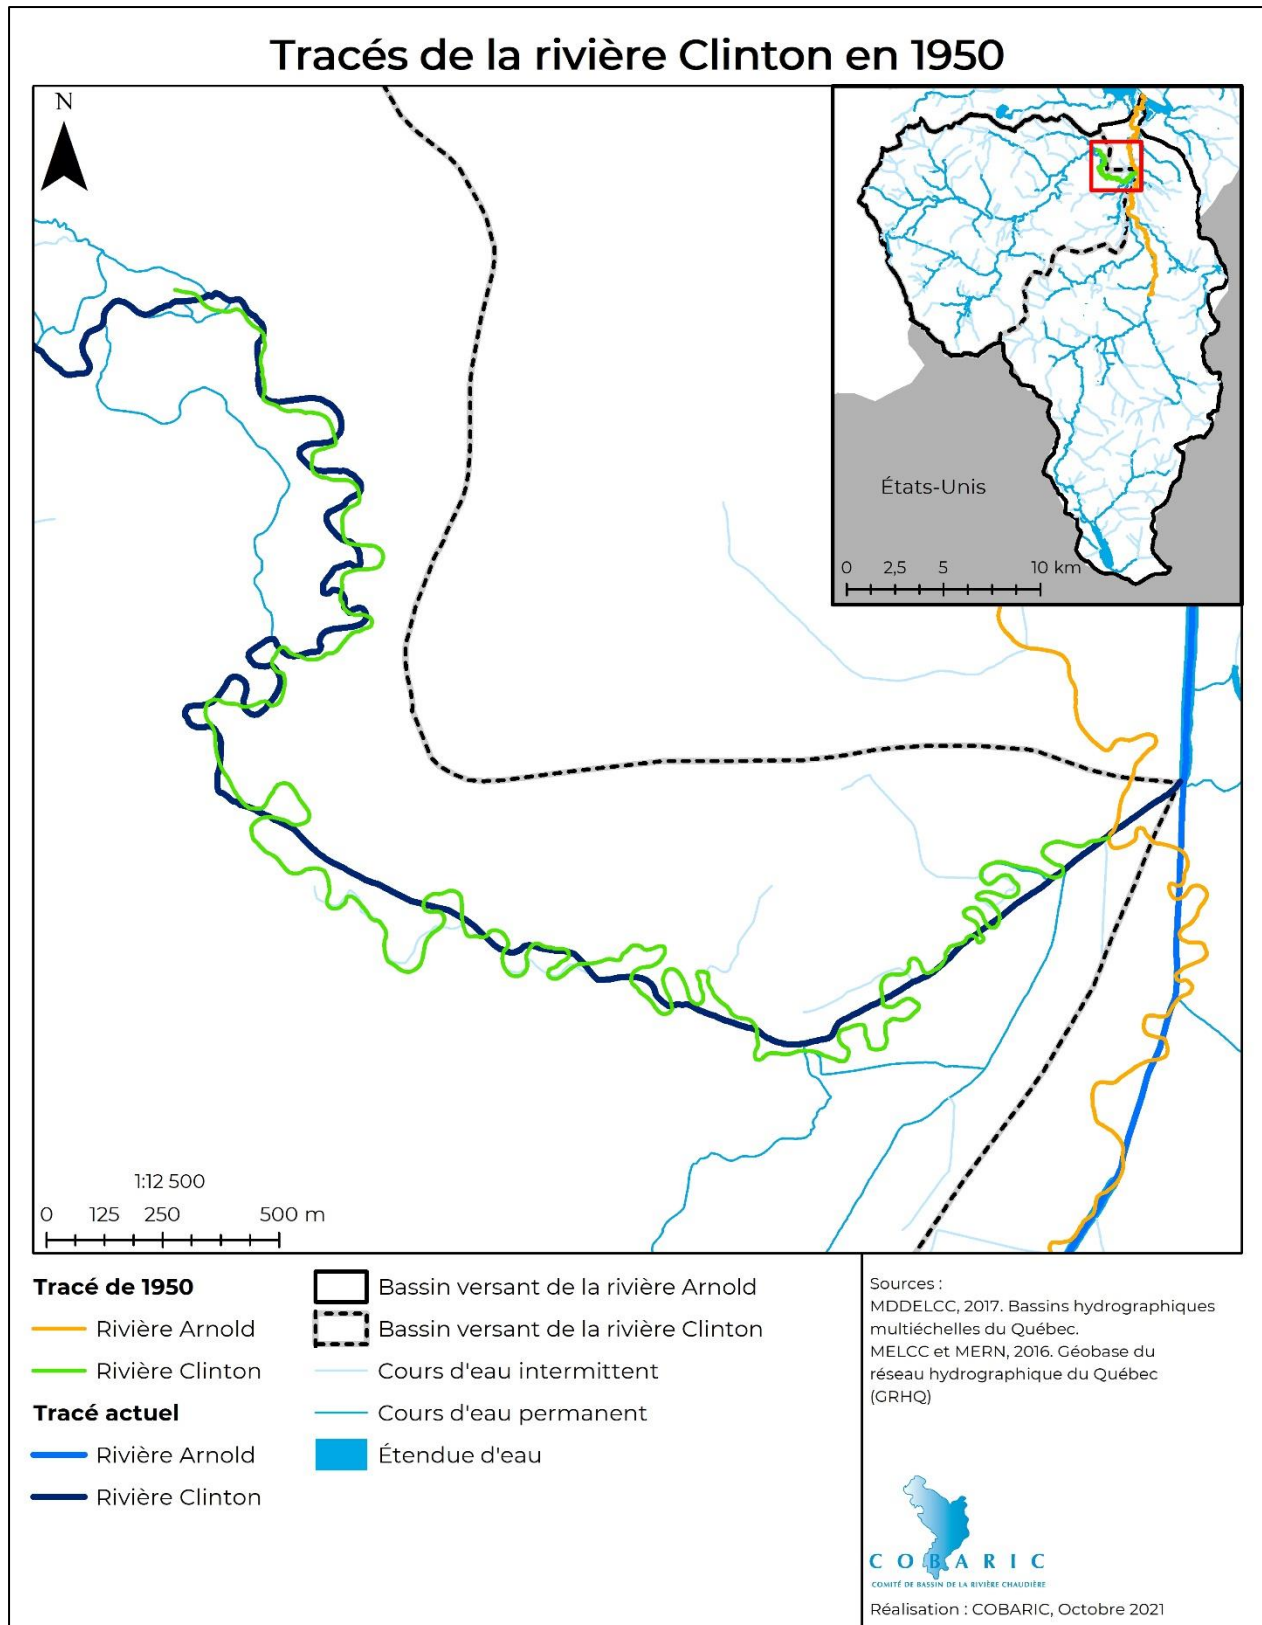 Tracés de la rivière Clinton en 1950
N
États-Unis
0 2,5 5 10 km
1:12 500
0 125 250 500 m
Tracé de 1950
Rivière Arnold
Rivière Clinton
Tracé actuel
Rivière Arnold
Rivière Clinton
Bassin versant de la rivière Arnold
Bassin versant de la rivière Clinton
Cours d'eau intermittent
Cours d'eau permanent
Étendue d'eau
Sources :
MDDELCC, 2017. Bassins hydrographiques
multiéchelles du Québec.
MELCC et MERN, 2016. Géobase du
réseau hydrographique du Québec
(GRHQ)
COBARIC
COMITÉ DE BASSIN DE LA RIVIÈRE CHAUDIÈRE
Réalisation : COBARIC, Octobre 2021